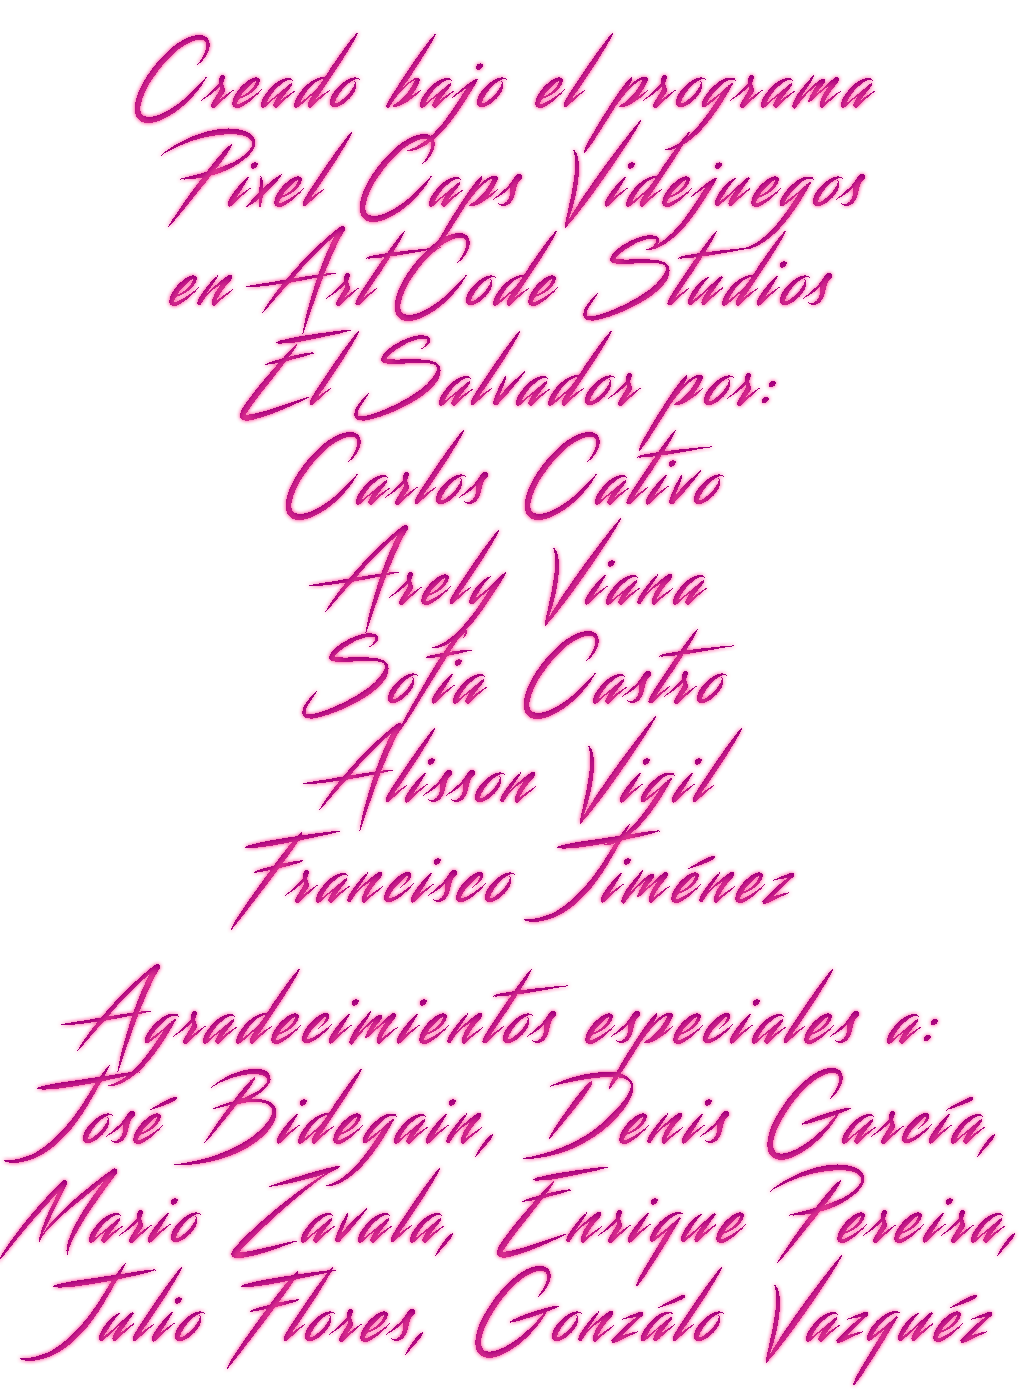 Creado bajo el programa
Pixel Caps Videjuegos
en ArtCode Studios
El Salvador por:
Carlos Cativo
Arely Viana
Sofia Castro
Alisson Vigil
Francisco Jiménez
Agradecimientos especiales a:
José Bidegain, Denis García,
Mario Zavala, Enrique Pereira,
Julio Flores, Gonzálo Vazquéz